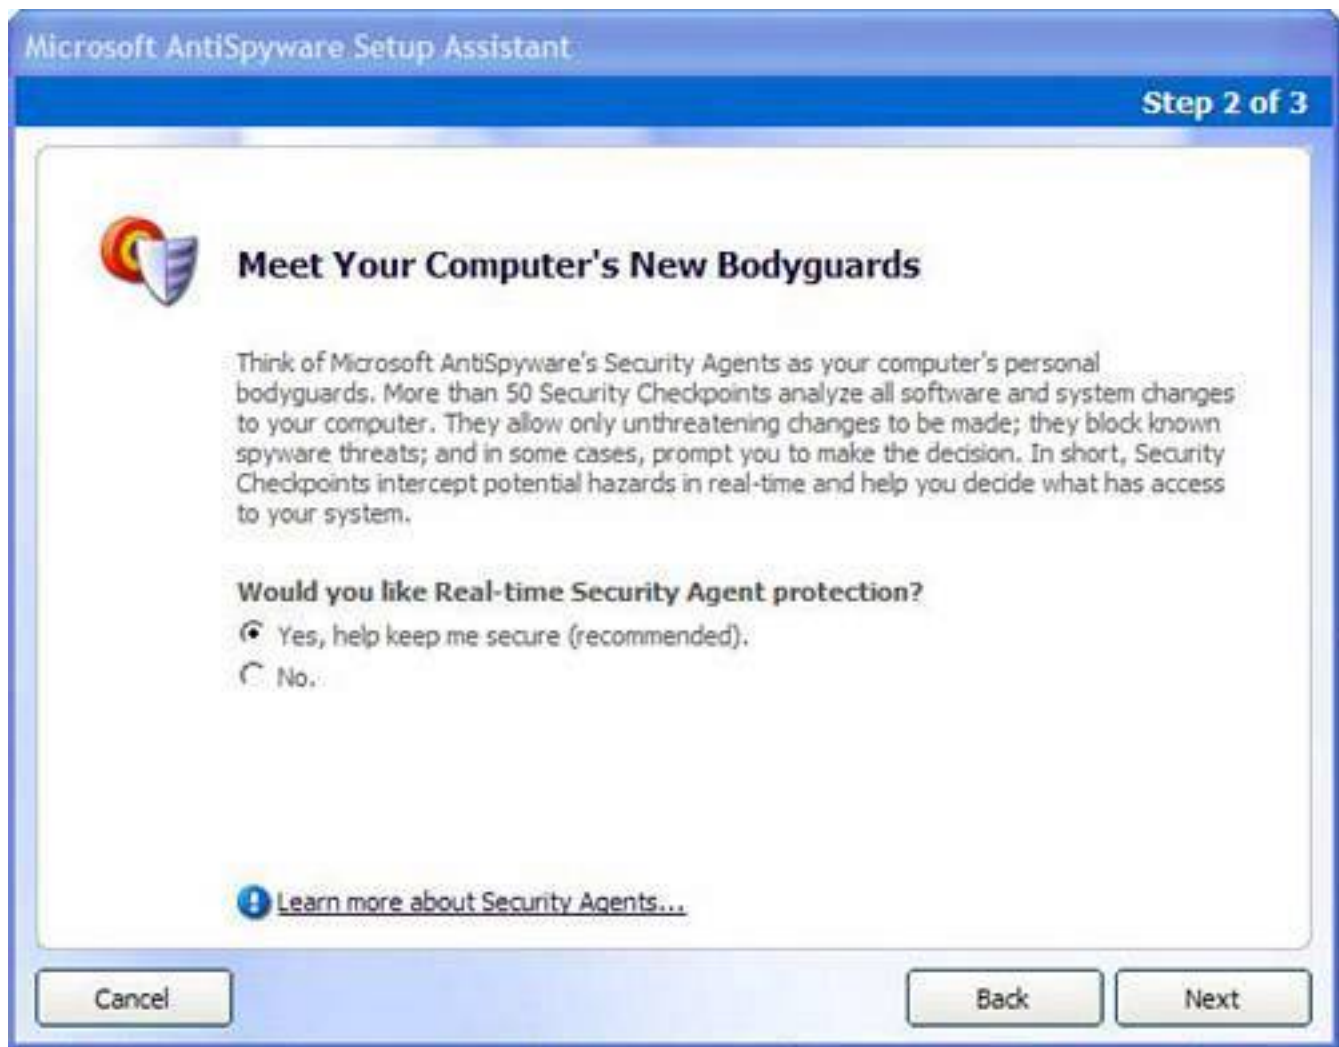 Microsoft AntiSpyware Setup Assistant
Step 2 of 3
Meet Your Computer's New Bodyguards
Think of Microsoft AntiSpyware's Security Agents as your computer's personal
bodyguards. More than 50 Security Checkpoints analyze all software and system changes
to your computer. They allow only unthreatening changes to be made; they block known
spyware threats; and in some cases, prompt you to make the decision. In short, Security
Checkpoints intercept potential hazards in real-time and help you decide what has access
to your system.
Would you like Real-time Security Agent protection?
Yes, help keep me secure (recommended).
No.
Learn more about Security Agents...
Cancel
Back
Next